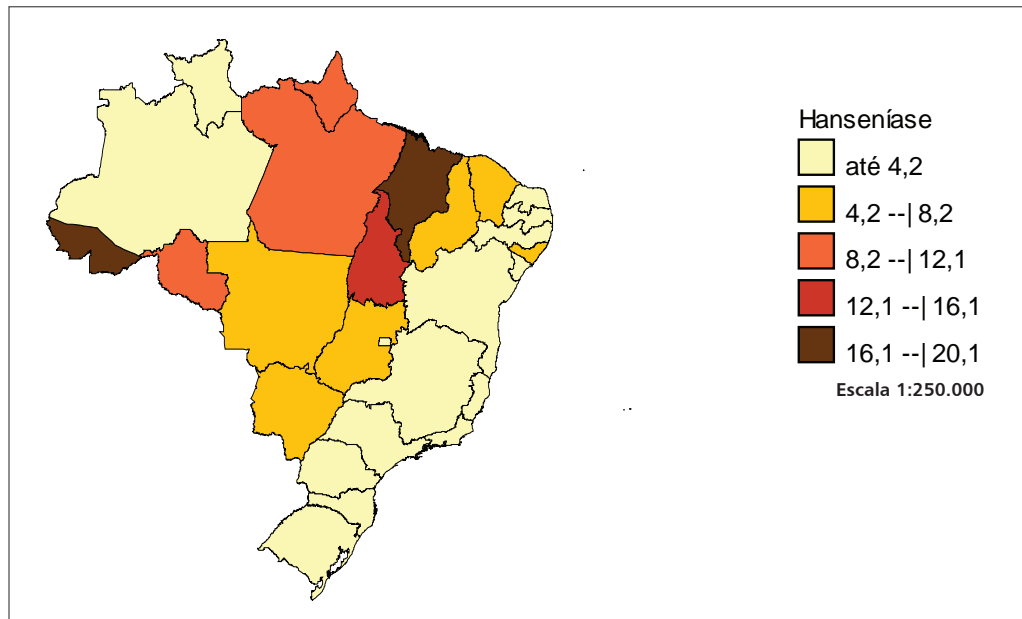 Hanseníase
até 4,2
4,2 --| 8,2
8,2 --| 12,1
12,1 --| 16,1
16,1 --| 20,1
Escala 1:250.000